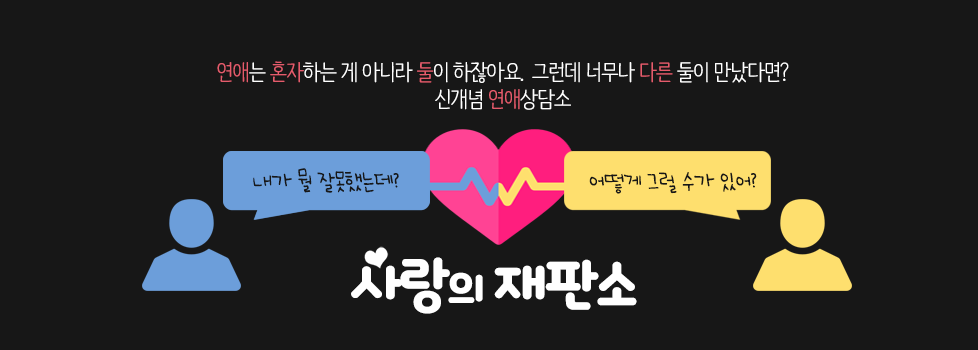 연애는 혼자하는 게 아니라 둘이 하잖아요. 그런데 너무나 다른 둘이 만났다면?
신개념 연애상담소
내가 뭘 잘못했는데?
어떻게 그럴 수가 있어?
사랑의 재판소